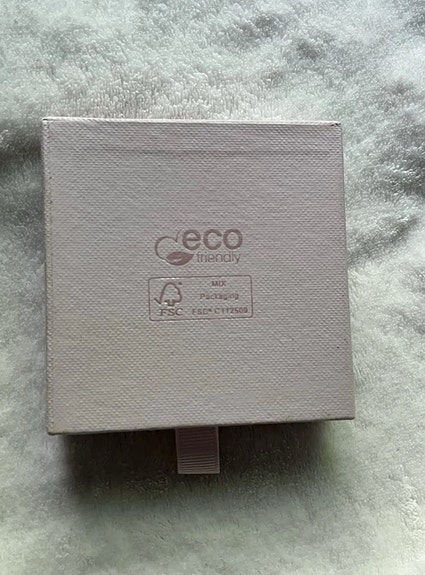 eco
friendly
MIX
Packaging
FSC
FSC® C112509